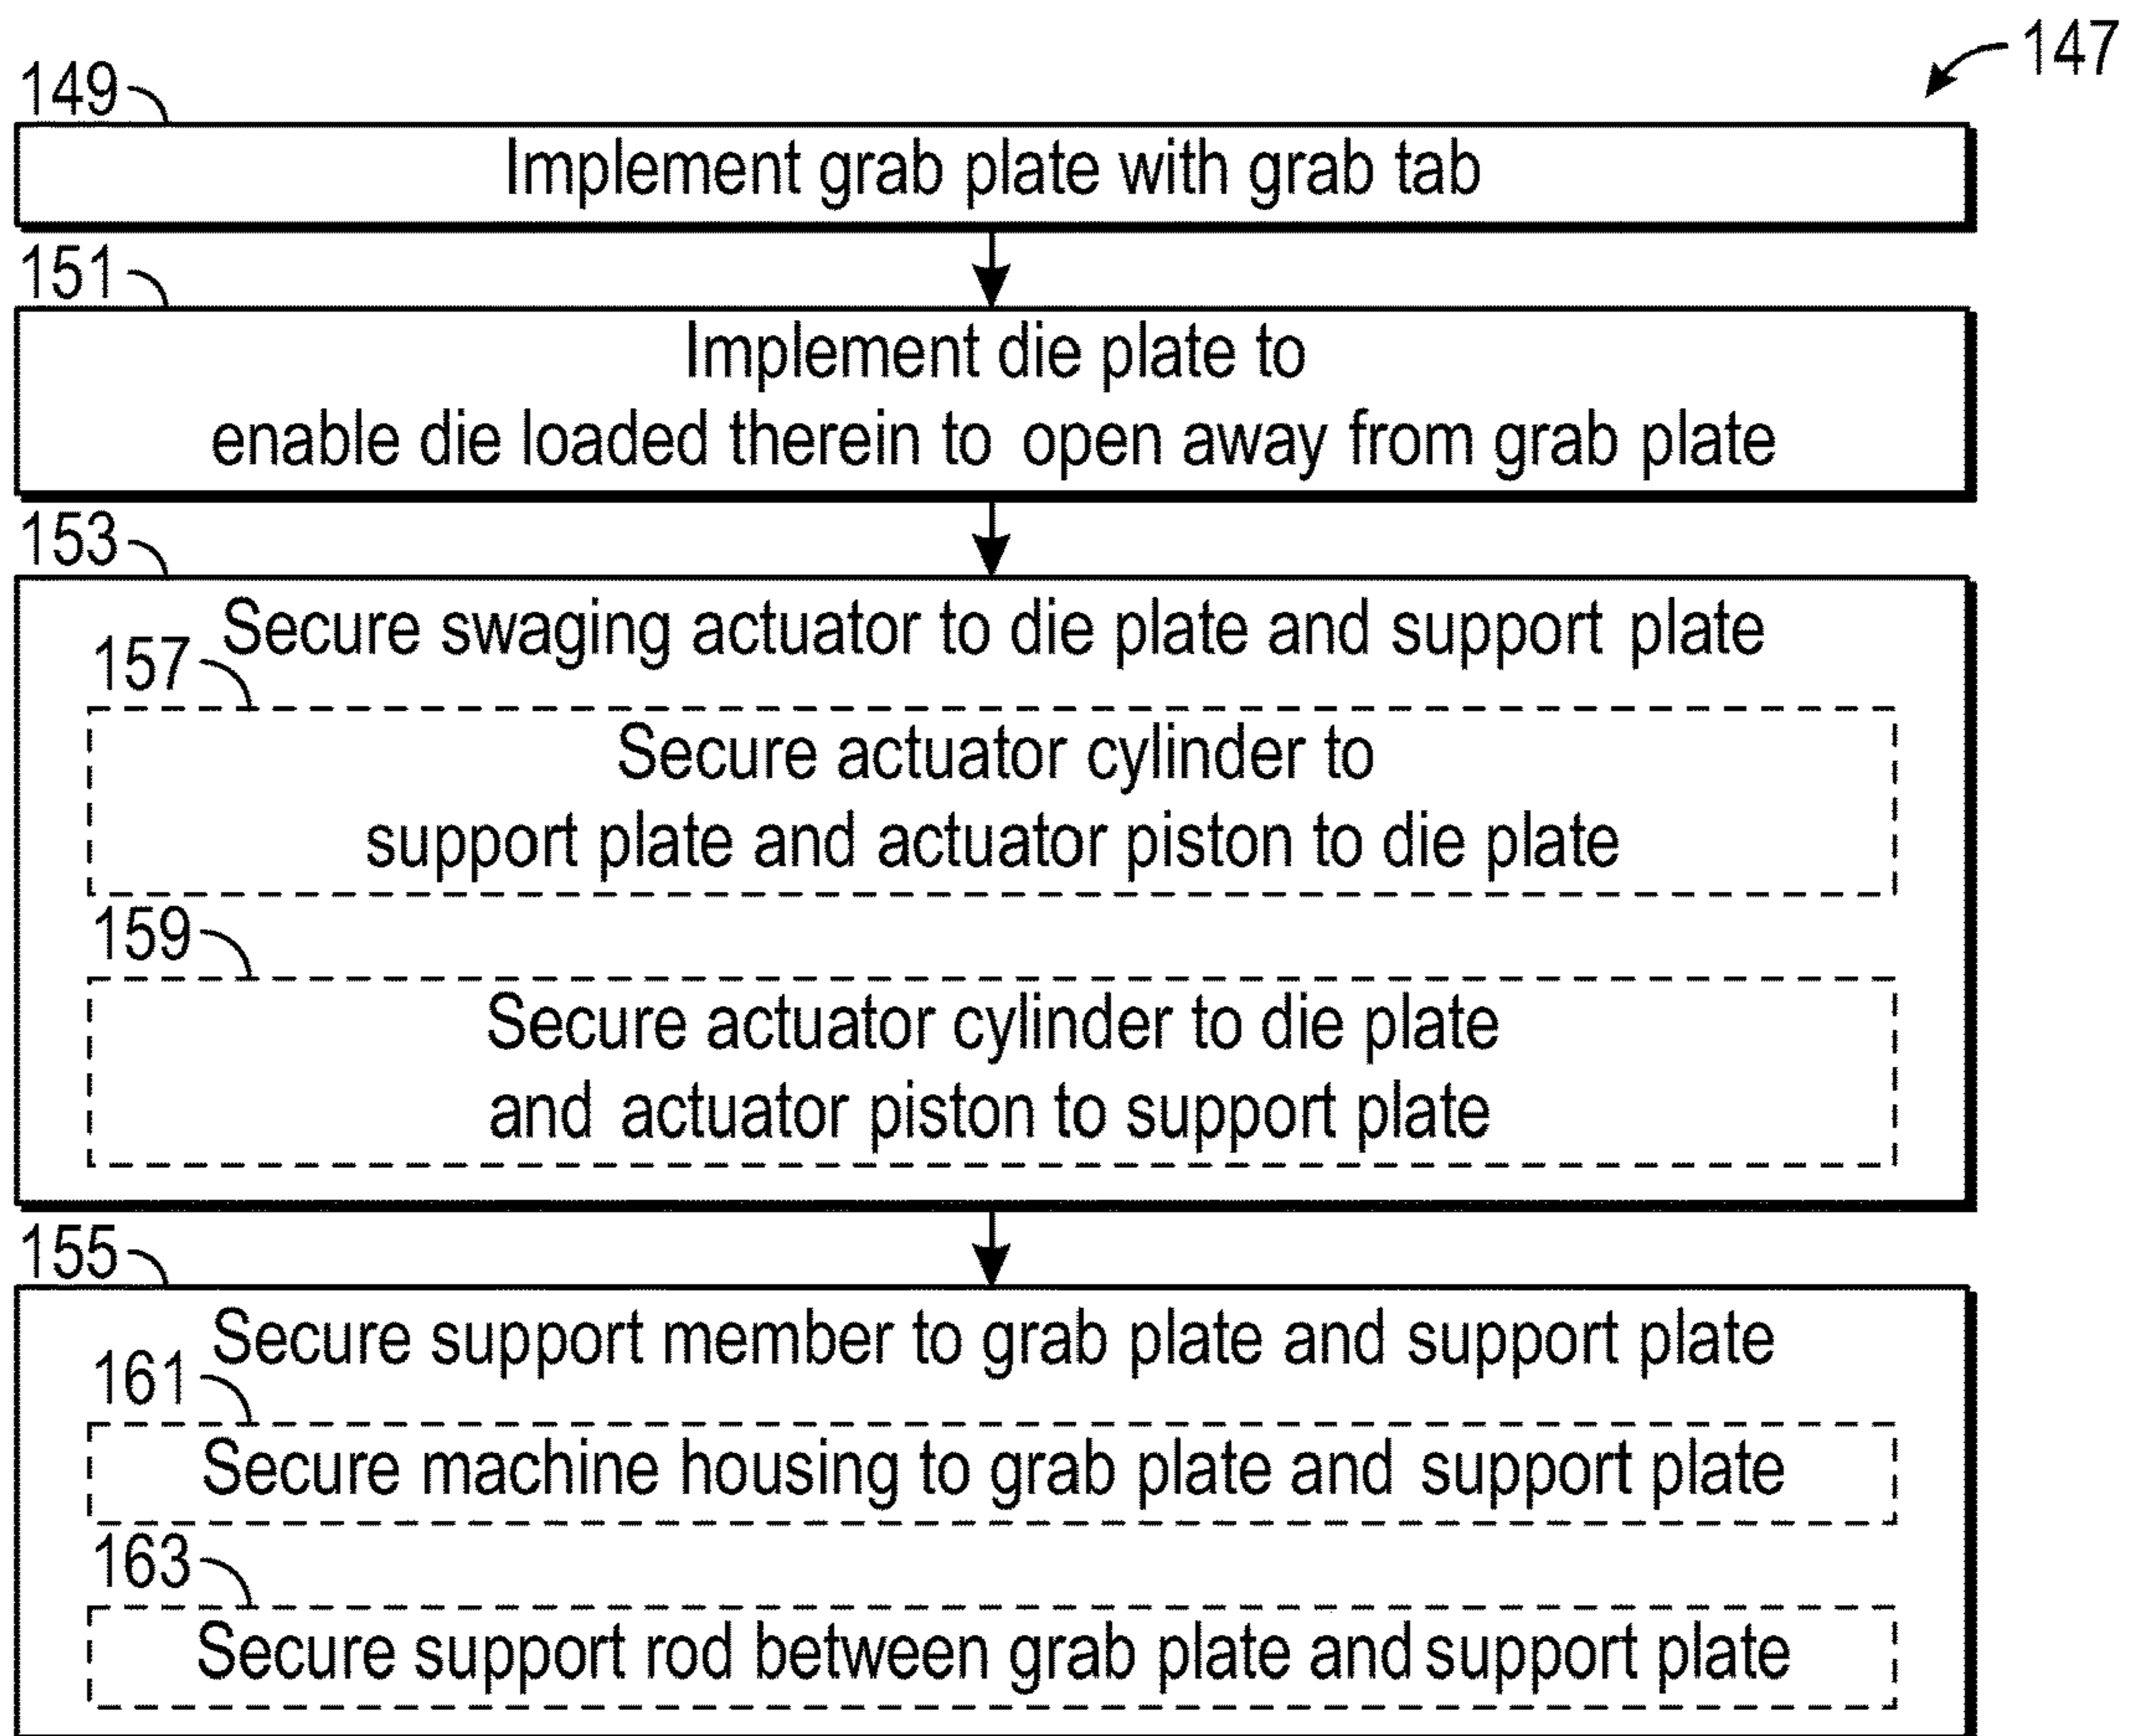 147
149
Implement grab plate with grab tab
151
Implement die plate to
enable die loaded therein to open away from grab plate
153
Secure swaging actuator to die plate and support plate
157
Secure actuator cylinder to
support plate and actuator piston to die plate
159
Secure actuator cylinder to die plate
and actuator piston to support plate
155
Secure support member to grab plate and support plate
161
Secure machine housing to grab plate and support plate
163
Secure support rod between grab plate and support plate